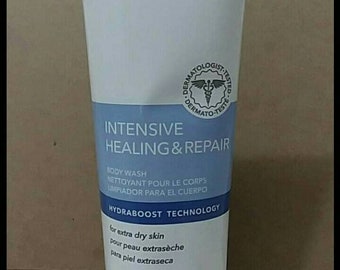 DERMATOLOGIST-TESTED
DERMATO-TESTÉ
INTENSIVE
HEALING & REPAIR
BODY WASH
NETTOYANT POUR LE CORPS
LIMPIADOR PARA EL CUERPO
HYDRABOOST TECHNOLOGY
for extra dry skin
pour peau extrasèche
para piel extraseca